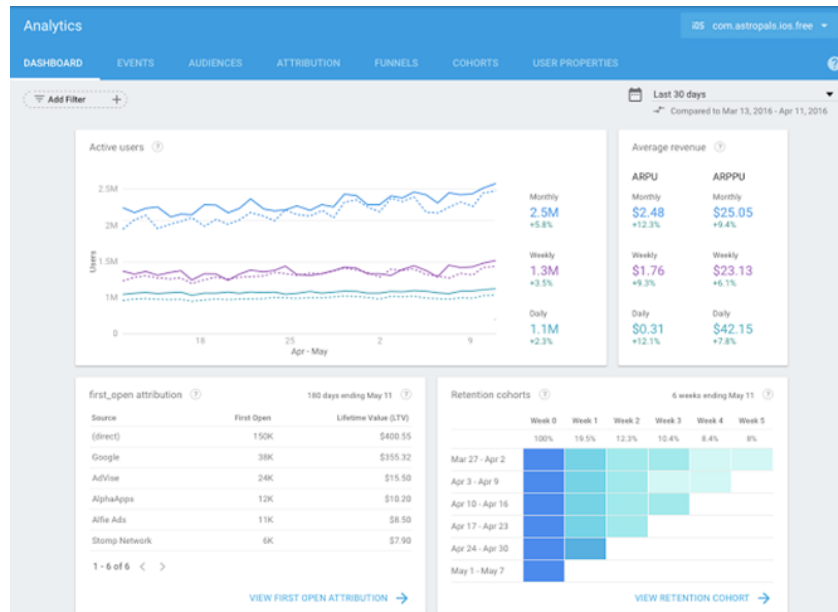 Analytics
iOS com.astropals.ios.free
DASHBOARD EVENTS AUDIENCES ATTRIBUTION FUNNELS COHORTS USER PROPERTIES ?
Add Filter +
Last 30 days
Compared to Mar 13, 2016 - Apr 11, 2016
Active users ?
2.5M
2M
1.5M
1M
0
Users
18 25 2 9
Apr - May
Monthly
2.5M
+5.8%
Weekly
1.3M
+3.5%
Daily
1.1M
+2.3%
Average revenue ?
ARPU ARPPU
Monthly Monthly
$2.48 $25.05
+12.3% +9.4%
Weekly Weekly
$1.76 $23.13
+9.3% +6.1%
Daily Daily
$0.31 $42.15
+12.1% +7.8%
first_open attribution ? 180 days ending May 11 ?
Source First Open Lifetime Value (LTV)
(direct) 150K $400.55
Google 38K $355.32
AdVise 24K $15.50
AlphaApps 12K $10.20
Alfie Ads 11K $8.50
Stomp Network 6K $7.90
1 - 6 of 6 < >
VIEW FIRST OPEN ATTRIBUTION →
Retention cohorts ? 6 weeks ending May 11 ?
Week 0 Week 1 Week 2 Week 3 Week 4 Week 5
100% 19.5% 12.3% 10.4% 8.4% 8%
Mar 27 - Apr 2
Apr 3 - Apr 9
Apr 10 - Apr 16
Apr 17 - Apr 23
Apr 24 - Apr 30
May 1 - May 7
VIEW RETENTION COHORT →